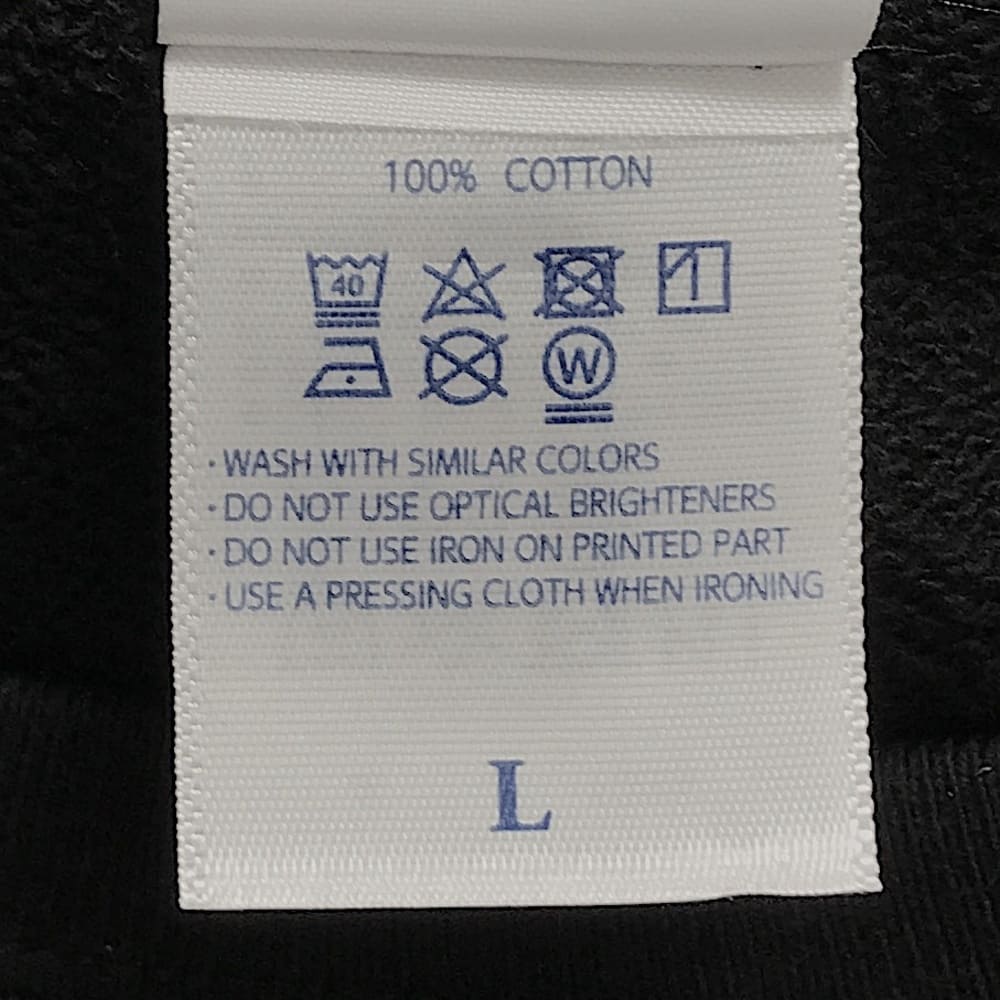 100% COTTON
40
W
· WASH WITH SIMILAR COLORS
· DO NOT USE OPTICAL BRIGHTENERS
· DO NOT USE IRON ON PRINTED PART
· USE A PRESSING CLOTH WHEN IRONING
L